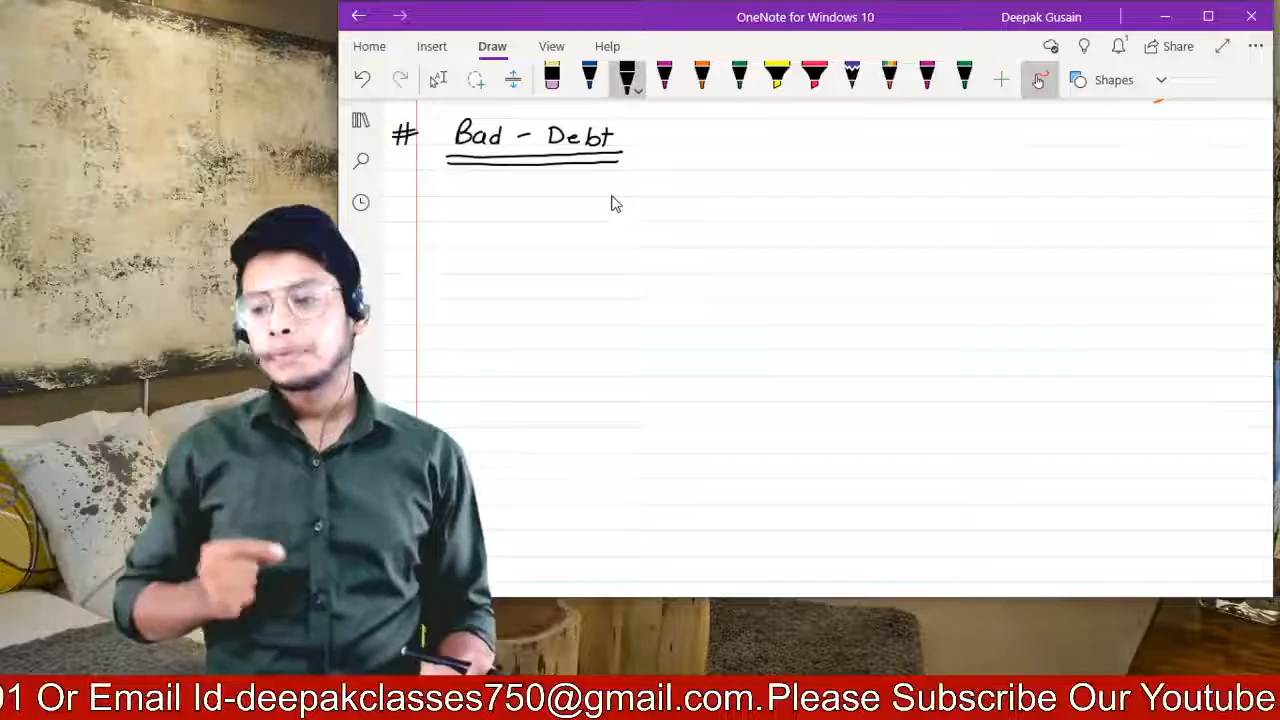 OneNote for Windows 10
Deepak Gusain
Home Insert Draw View Help
Share
Shapes
# Bad - Debt
01 Or Email Id-deepakclasses750@gmail.com.Please Subscribe Our Youtube